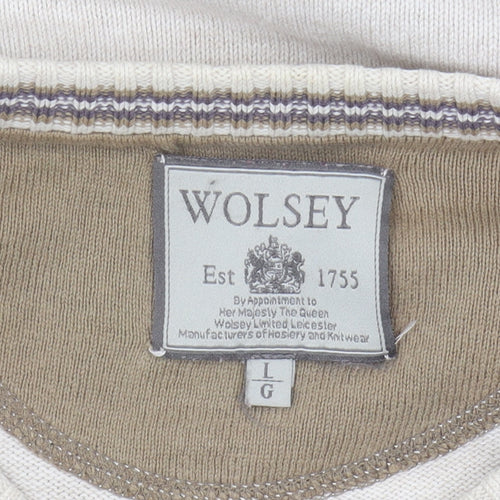 WOLSEY
Est 1755
By Appointment to
Her Majesty The Queen
Wolsey Limited Leicester
Manufacturers of Hosiery and Knitwear
L
G